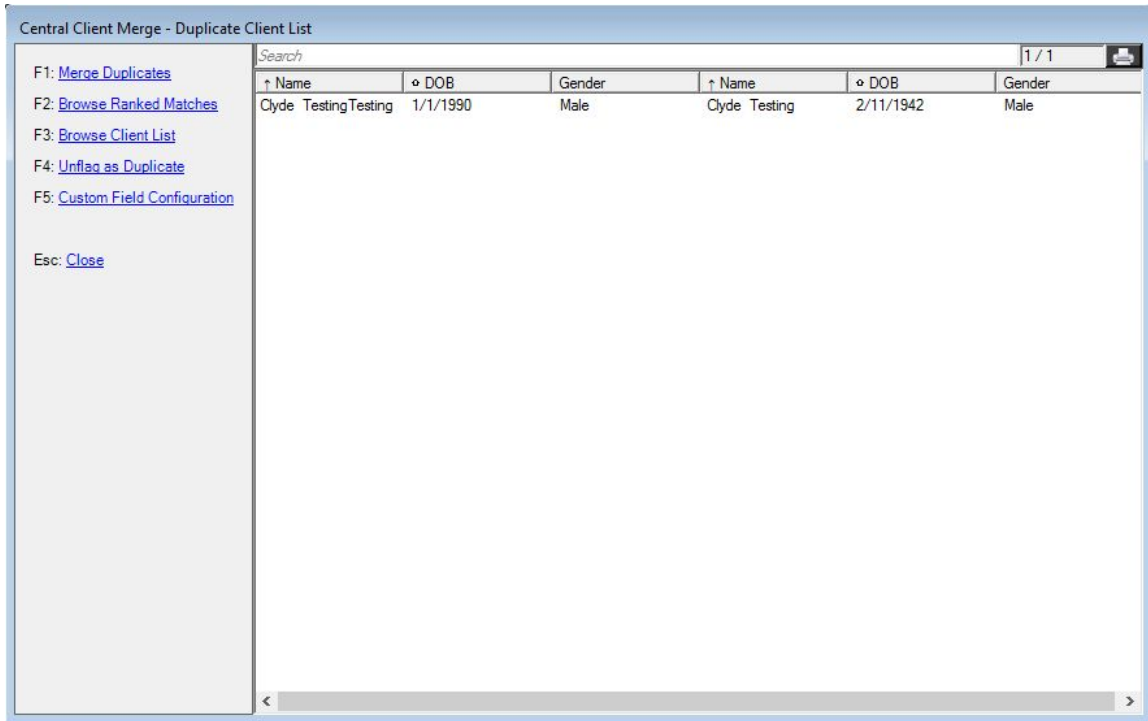 Central Client Merge - Duplicate Client List
Search
1 / 1
F1: Merge Duplicates
F2: Browse Ranked Matches
F3: Browse Client List
F4: Unflag as Duplicate
F5: Custom Field Configuration
Esc: Close
↑ Name DOB Gender ↑ Name DOB Gender
Clyde TestingTesting 1/1/1990 Male Clyde Testing 2/11/1942 Male